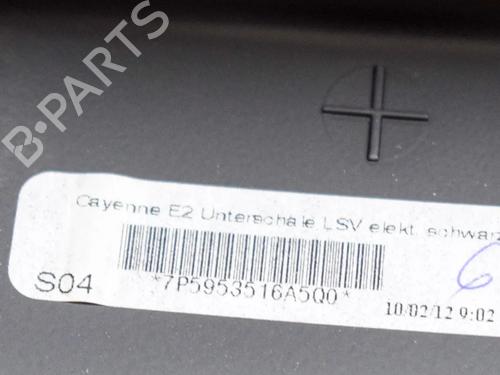 B-PARTS
Cayenne E2 Unterschale LSV elekt. schwarz
*7P5953516A5Q0*
S04
10/02/12 9:02
6